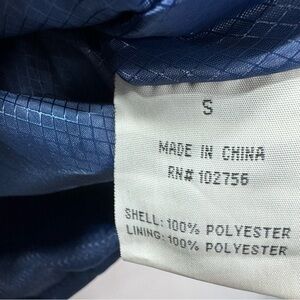 S
MADE IN CHINA
RN# 102756
SHELL: 100% POLYESTER
LINING: 100% POLYESTER